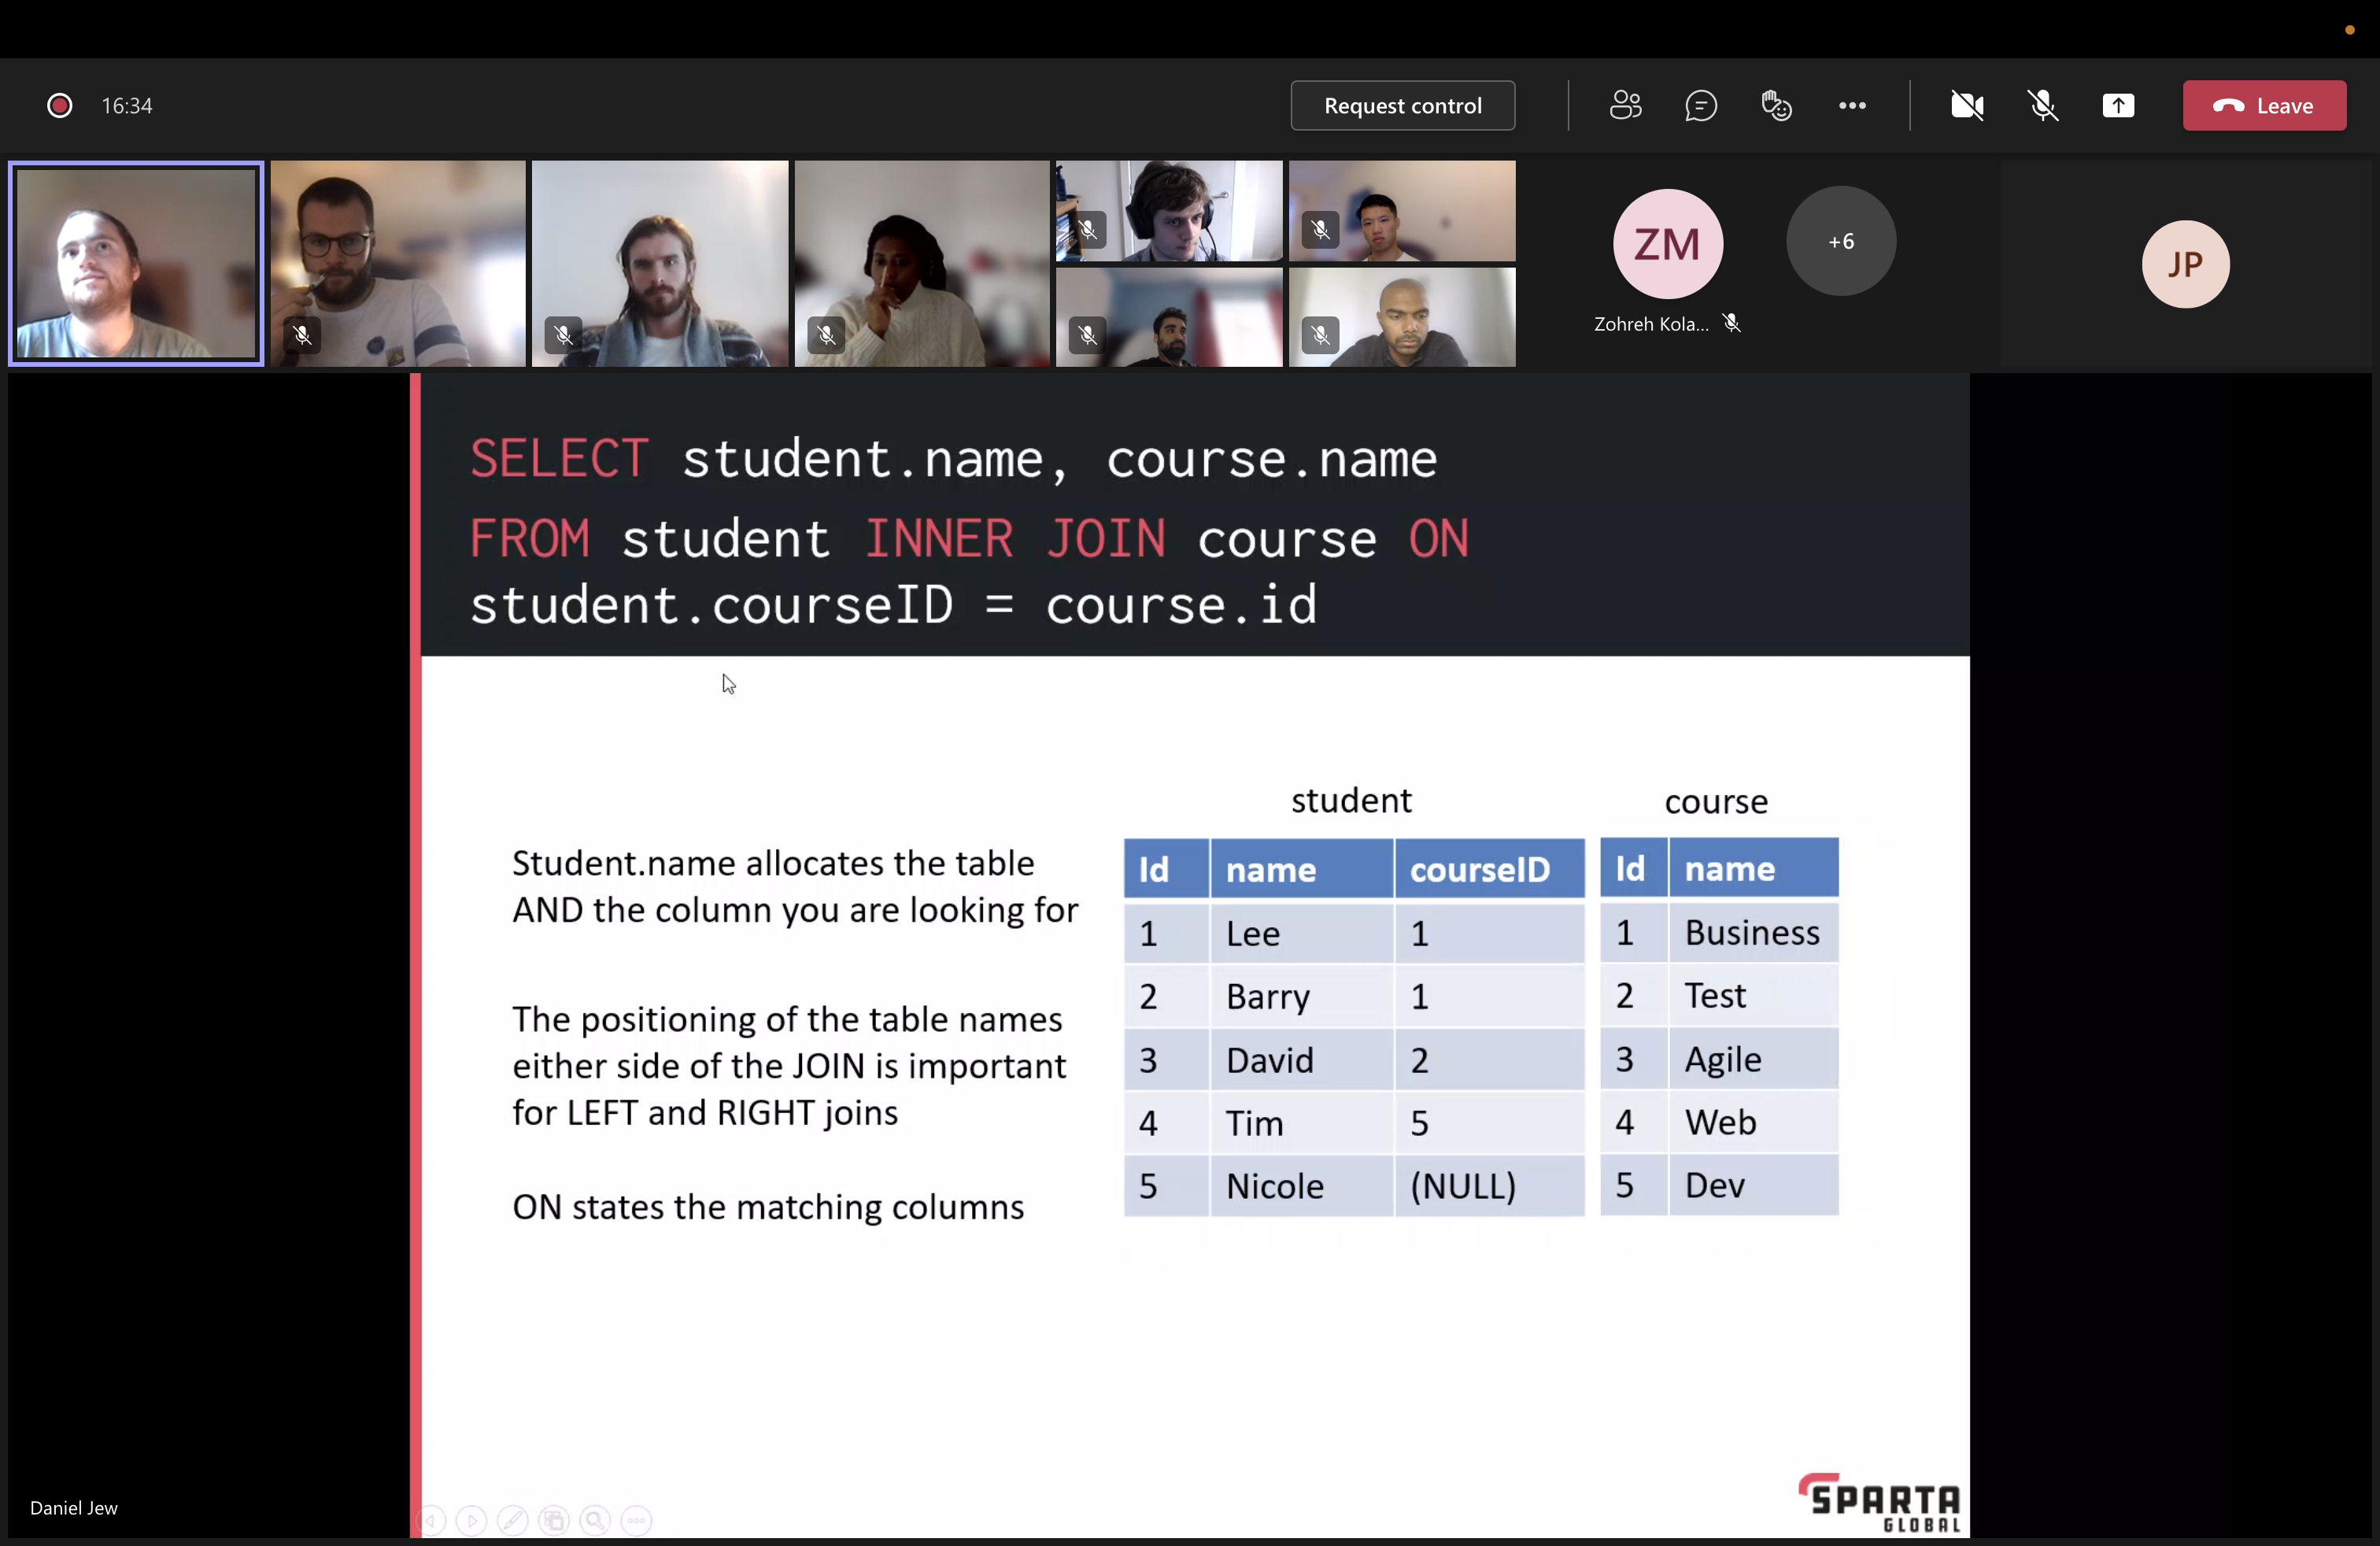 16:34
Request control
Leave
ZM
+6
JP
Zohreh Kola...
SELECT student.name, course.name
FROM student INNER JOIN course ON
student.courseID = course.id
Student.name allocates the table
AND the column you are looking for
The positioning of the table names
either side of the JOIN is important
for LEFT and RIGHT joins
ON states the matching columns
student
Id name courseID
1 Lee 1
2 Barry 1
3 David 2
4 Tim 5
5 Nicole (NULL)
course
Id name
1 Business
2 Test
3 Agile
4 Web
5 Dev
Daniel Jew
SPARTA
GLOBAL